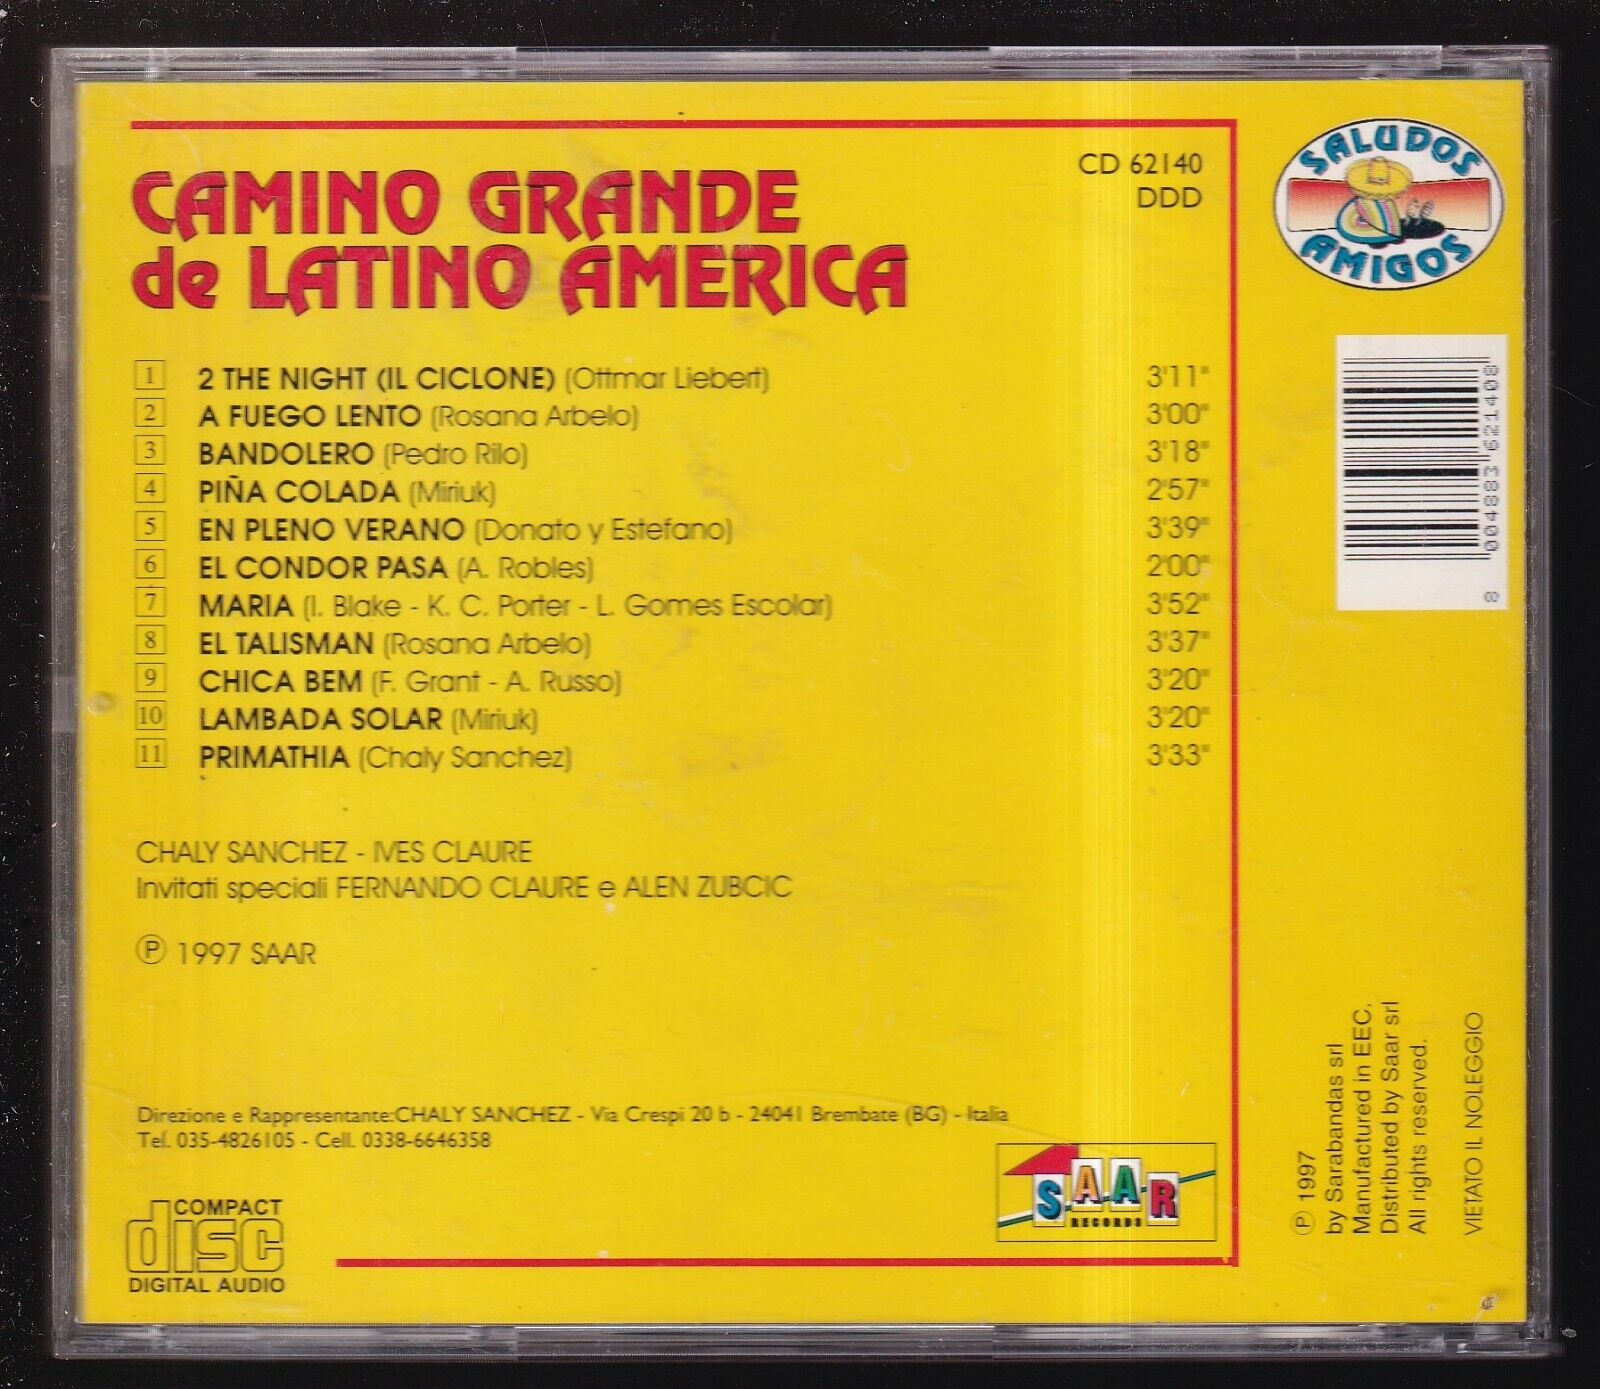 CAMINO GRANDE
de LATINO AMERICA
CD 62140
DDD
SALUDOS
AMIGOS
1 2 THE NIGHT (IL CICLONE) (Ottmar Liebert) 3'11"
2 A FUEGO LENTO (Rosana Arbelo) 3'00"
3 BANDOLERO (Pedro Rilo) 3'18"
4 PIÑA COLADA (Miriuk) 2'57"
5 EN PLENO VERANO (Donato y Estefano) 3'39"
6 EL CONDOR PASA (A. Robles) 2'00"
7 MARIA (I. Blake - K. C. Porter - L. Gomes Escolar) 3'52"
8 EL TALISMAN (Rosana Arbelo) 3'37"
9 CHICA BEM (F. Grant - A. Russo) 3'20"
10 LAMBADA SOLAR (Miriuk) 3'20"
11 PRIMATHIA (Chaly Sanchez) 3'33"
CHALY SANCHEZ - IVES CLAURE
Invitati speciali FERNANDO CLAURE e ALEN ZUBCIC
℗ 1997 SAAR
Direzione e Rappresentante:CHALY SANCHEZ - Via Crespi 20 b - 24041 Brembate (BG) - Italia
Tel. 035-4826105 - Cell. 0338-6646358
COMPACT
disc
DIGITAL AUDIO
SAAR
RECORDS
℗ 1997
by Sarabandas srl
Manufactured in EEC.
Distributed by Saar srl
All rights reserved.
VIETATO IL NOLEGGIO